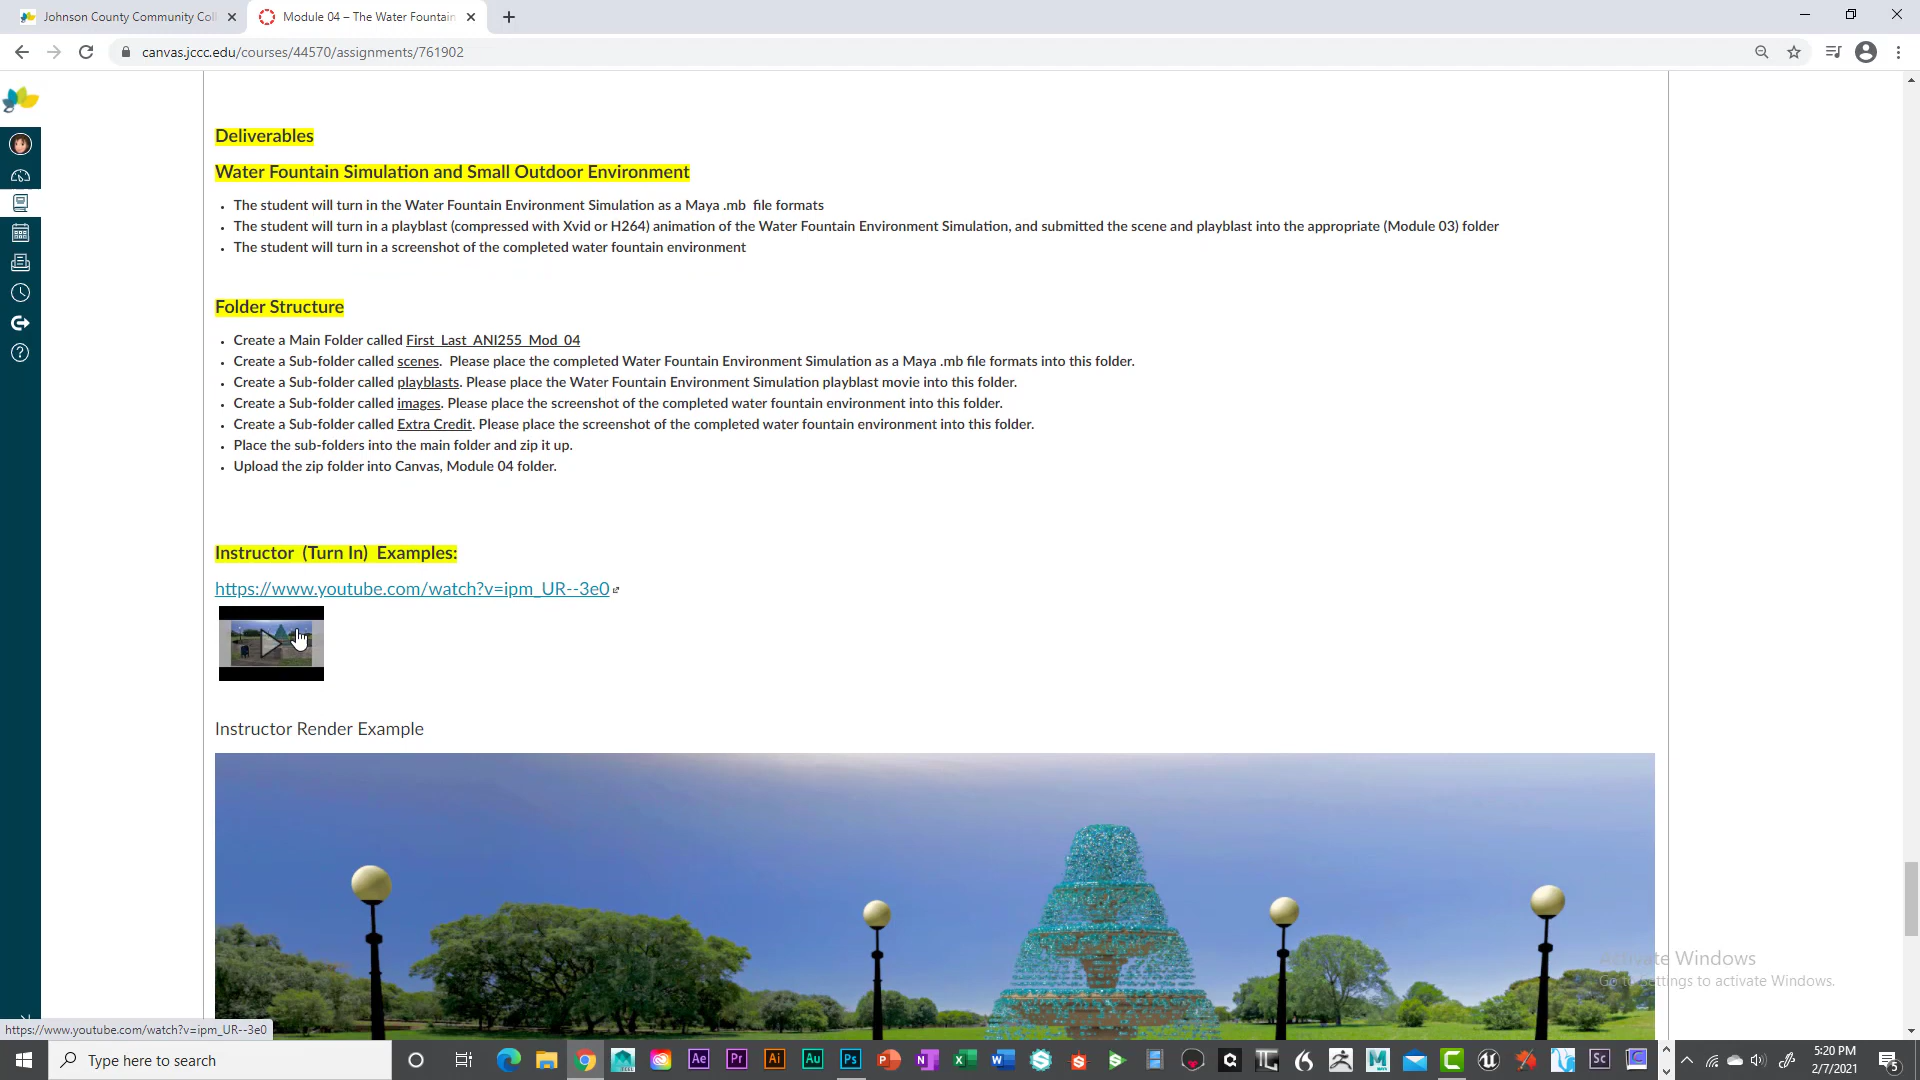 Johnson County Community Coll
Module 04 – The Water Fountain
canvas.jccc.edu/courses/44570/assignments/761902
Deliverables
Water Fountain Simulation and Small Outdoor Environment
• The student will turn in the Water Fountain Environment Simulation as a Maya .mb  file formats
• The student will turn in a playblast (compressed with Xvid or H264) animation of the Water Fountain Environment Simulation, and submitted the scene and playblast into the appropriate (Module 03) folder
• The student will turn in a screenshot of the completed water fountain environment
Folder Structure
• Create a Main Folder called First_Last_ANI255_Mod_04
• Create a Sub-folder called scenes.  Please place the completed Water Fountain Environment Simulation as a Maya .mb file formats into this folder.
• Create a Sub-folder called playblasts. Please place the Water Fountain Environment Simulation playblast movie into this folder.
• Create a Sub-folder called images. Please place the screenshot of the completed water fountain environment into this folder.
• Create a Sub-folder called Extra Credit. Please place the screenshot of the completed water fountain environment into this folder.
• Place the sub-folders into the main folder and zip it up.
• Upload the zip folder into Canvas, Module 04 folder.
Instructor  (Turn In)  Examples:
https://www.youtube.com/watch?v=ipm_UR--3e0
Instructor Render Example
Activate Windows
Go to Settings to activate Windows.
https://www.youtube.com/watch?v=ipm_UR--3e0
Type here to search
Ae
Pr
Ai
Au
Ps
Sc
5:20 PM
2/7/2021
5